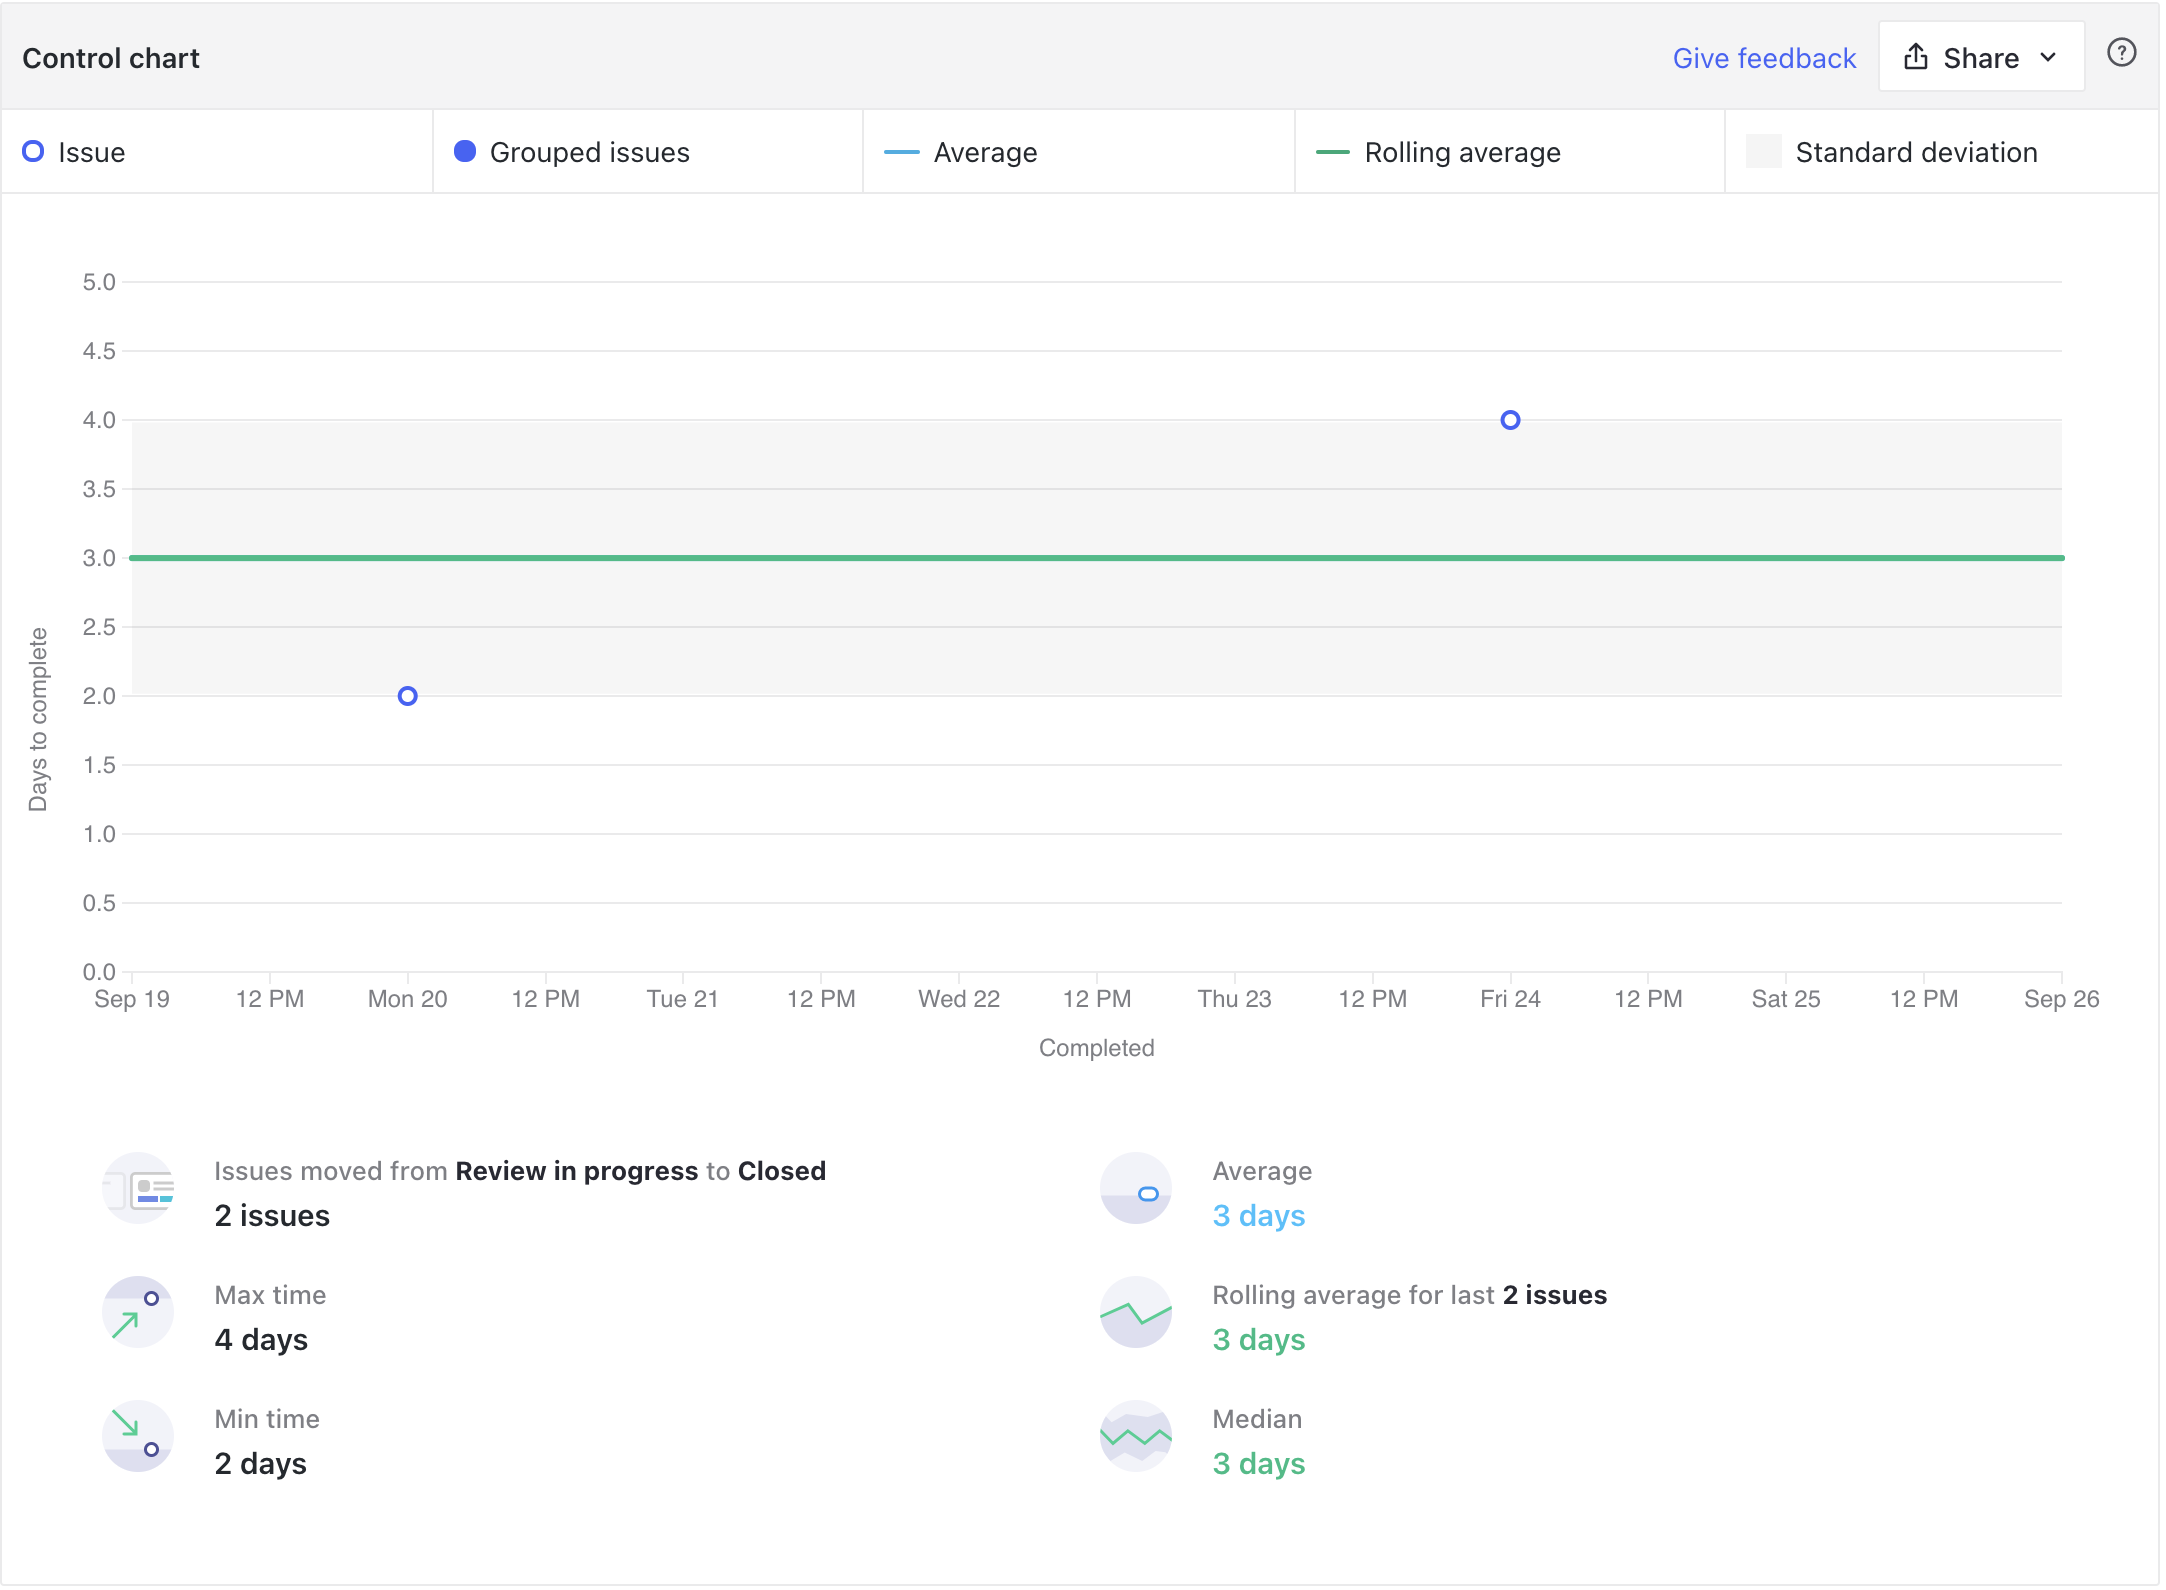 Control chart
Give feedback
Share
Issue
Grouped issues
Average
Rolling average
Standard deviation
5.0
4.5
4.0
3.5
3.0
2.5
2.0
1.5
1.0
0.5
0.0
Days to complete
Sep 19 12 PM Mon 20 12 PM Tue 21 12 PM Wed 22 12 PM Thu 23 12 PM Fri 24 12 PM Sat 25 12 PM Sep 26
Completed
Issues moved from Review in progress to Closed
2 issues
Max time
4 days
Min time
2 days
Average
3 days
Rolling average for last 2 issues
3 days
Median
3 days